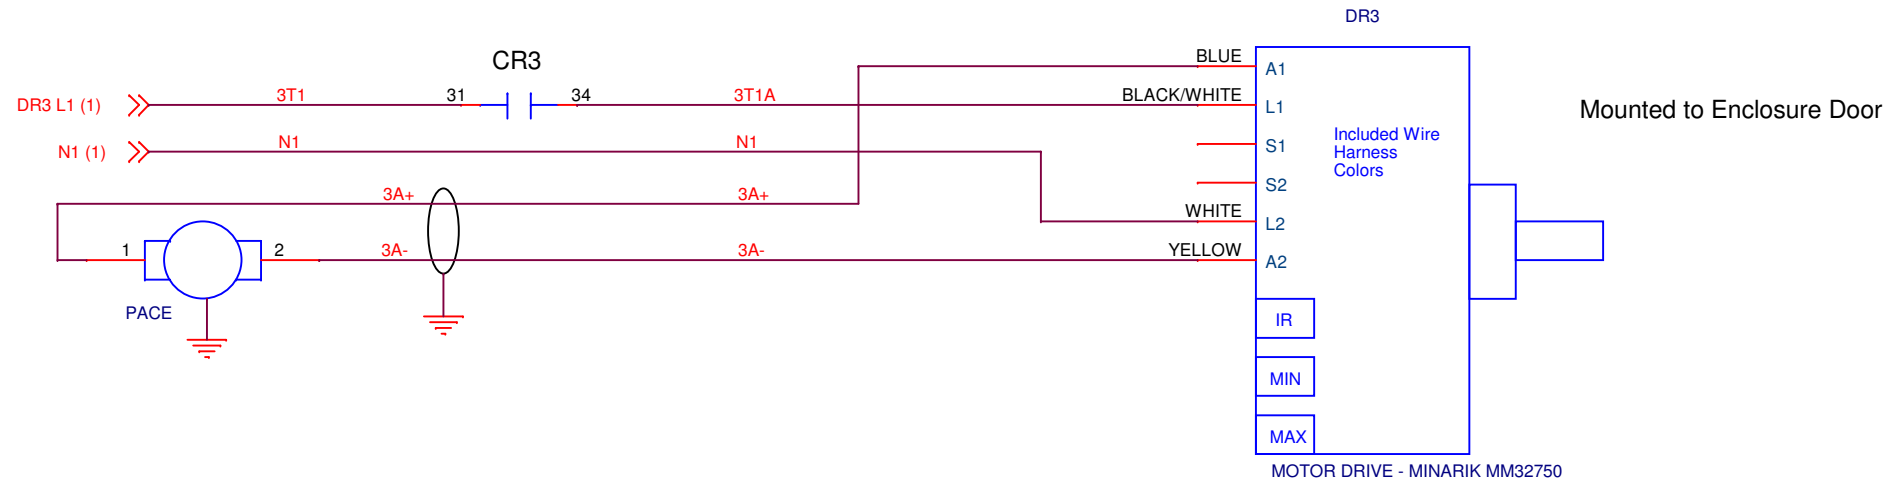 DR3
CR3
BLUE
A1
DR3 L1 (1)
3T1
31
34
3T1A
BLACK/WHITE
L1
Mounted to Enclosure Door
N1 (1)
N1
N1
S1
Included Wire
Harness
Colors
S2
3A+
3A+
WHITE
L2
1
2
3A-
3A-
YELLOW
A2
PACE
IR
MIN
MAX
MOTOR DRIVE - MINARIK MM32750